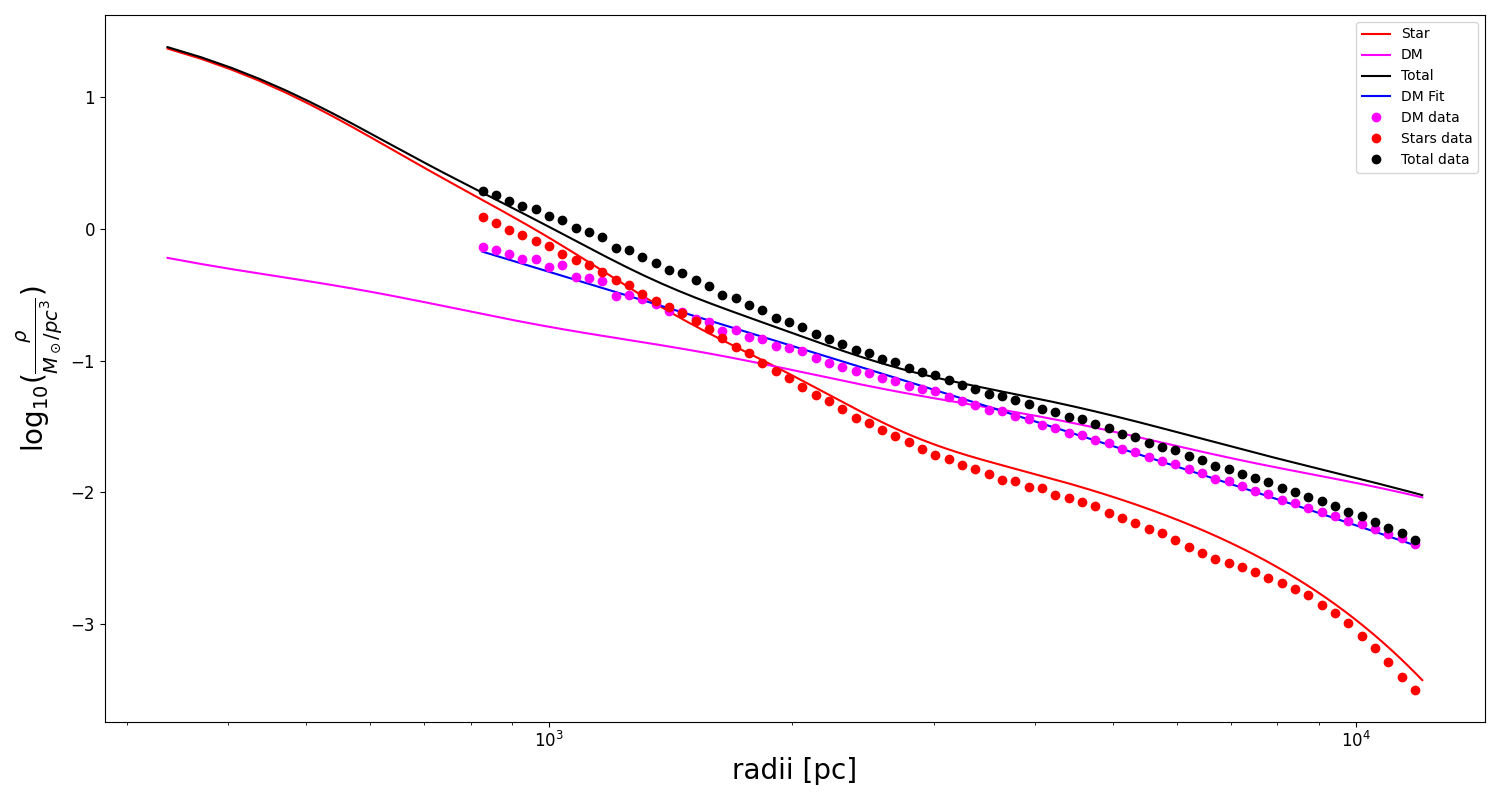 Star
DM
Total
DM Fit
DM data
Stars data
Total data
1
0
−1
−2
−3
log₁₀(ρ / M⊙/pc³)
10³
10⁴
radii [pc]